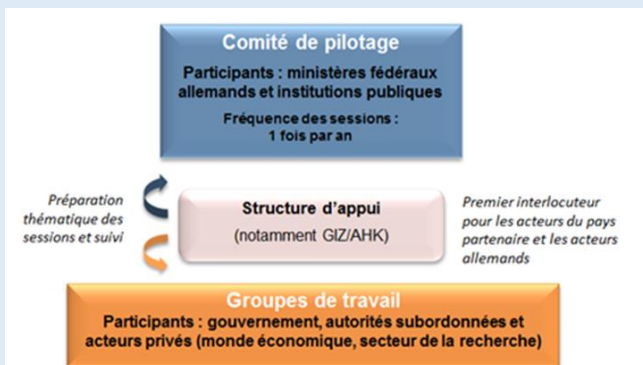 Comité de pilotage
Participants : ministères fédéraux
allemands et institutions publiques
Fréquence des sessions :
1 fois par an
Préparation
thématique des
sessions et suivi
Structure d'appui
(notamment GIZ/AHK)
Premier interlocuteur
pour les acteurs du pays
partenaire et les acteurs
allemands
Groupes de travail
Participants : gouvernement, autorités subordonnées et
acteurs privés (monde économique, secteur de la recherche)